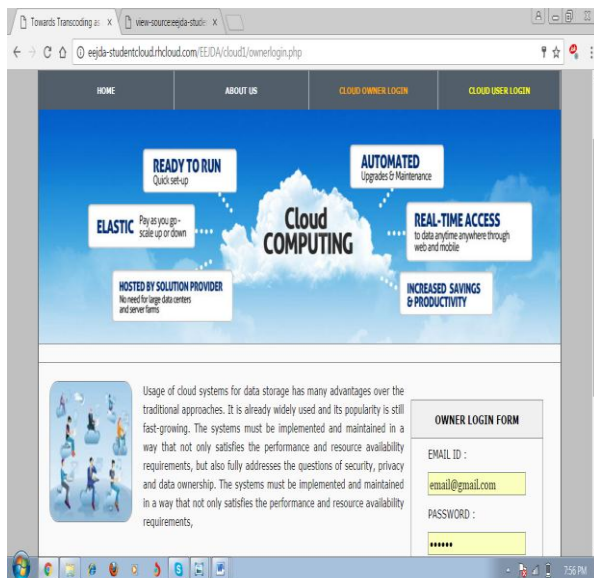 Towards Transcoding as
view-source:eejda-stude
eejda-studentcloud.rhcloud.com/EEJDA/cloud1/ownerlogin.php
HOME
ABOUT US
CLOUD OWNER LOGIN
CLOUD USER LOGIN
READY TO RUN
Quick set-up
AUTOMATED
Upgrades & Maintenance
ELASTIC
Pay as you go -
scale up or down
Cloud
COMPUTING
REAL-TIME ACCESS
to data anytime anywhere through
web and mobile
HOSTED BY SOLUTION PROVIDER
No need for large data centers
and server farms
INCREASED SAVINGS
& PRODUCTIVITY
Usage of cloud systems for data storage has many advantages over the
traditional approaches. It is already widely used and its popularity is still
fast-growing. The systems must be implemented and maintained in a
way that not only satisfies the performance and resource availability
requirements, but also fully addresses the questions of security, privacy
and data ownership. The systems must be implemented and maintained
in a way that not only satisfies the performance and resource availability
requirements,
OWNER LOGIN FORM
EMAIL ID :
email@gmail.com
PASSWORD :
••••••
7:56 PM